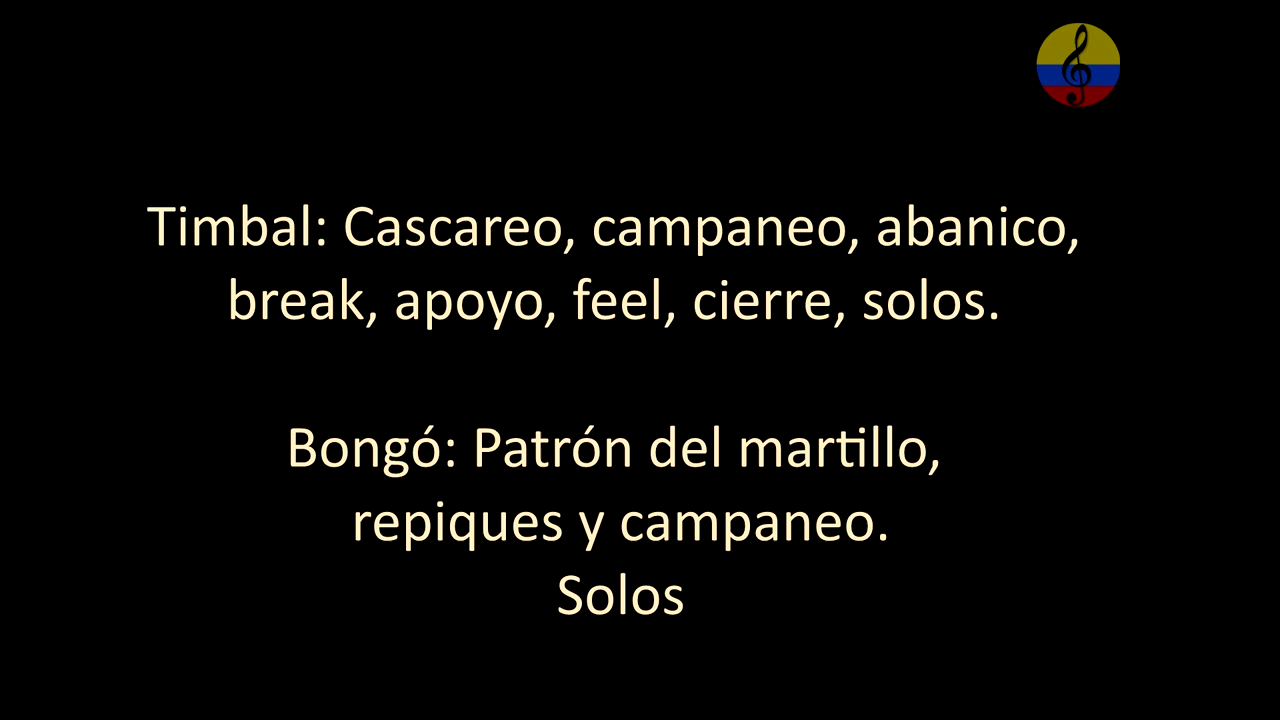 Timbal: Cascareo, campaneo, abanico,
break, apoyo, feel, cierre, solos.
Bongó: Patrón del martillo,
repiques y campaneo.
Solos